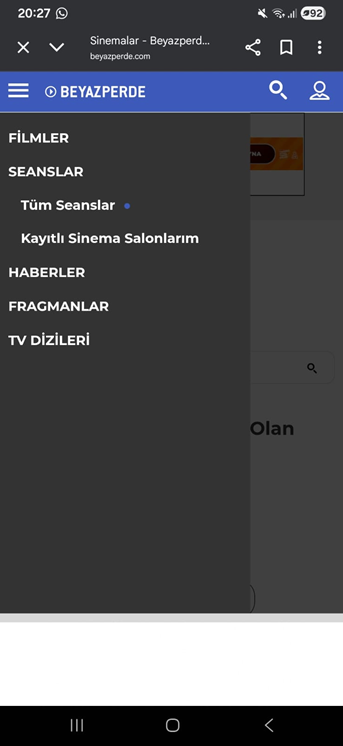 20:27
92
Sinemalar - Beyazperd...
beyazperde.com
BEYAZPERDE
FİLMLER
SEANSLAR
Tüm Seanslar
Kayıtlı Sinema Salonlarım
HABERLER
FRAGMANLAR
TV DİZİLERİ
Olan